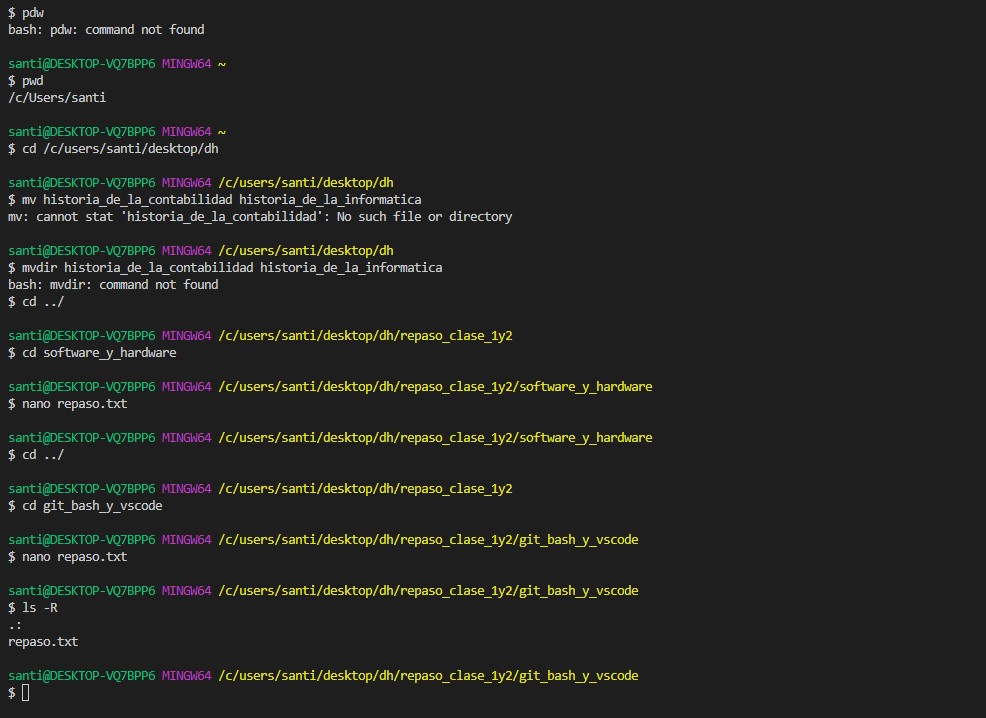 $ pdw
bash: pdw: command not found
santi@DESKTOP-VQ7BPP6 MINGW64 ~
$ pwd
/c/Users/santi
santi@DESKTOP-VQ7BPP6 MINGW64 ~
$ cd /c/users/santi/desktop/dh
santi@DESKTOP-VQ7BPP6 MINGW64 /c/users/santi/desktop/dh
$ mv historia_de_la_contabilidad historia_de_la_informatica
mv: cannot stat 'historia_de_la_contabilidad': No such file or directory
santi@DESKTOP-VQ7BPP6 MINGW64 /c/users/santi/desktop/dh
$ mvdir historia_de_la_contabilidad historia_de_la_informatica
bash: mvdir: command not found
$ cd ../
santi@DESKTOP-VQ7BPP6 MINGW64 /c/users/santi/desktop/dh/repaso_clase_1y2
$ cd software_y_hardware
santi@DESKTOP-VQ7BPP6 MINGW64 /c/users/santi/desktop/dh/repaso_clase_1y2/software_y_hardware
$ nano repaso.txt
santi@DESKTOP-VQ7BPP6 MINGW64 /c/users/santi/desktop/dh/repaso_clase_1y2/software_y_hardware
$ cd ../
santi@DESKTOP-VQ7BPP6 MINGW64 /c/users/santi/desktop/dh/repaso_clase_1y2
$ cd git_bash_y_vscode
santi@DESKTOP-VQ7BPP6 MINGW64 /c/users/santi/desktop/dh/repaso_clase_1y2/git_bash_y_vscode
$ nano repaso.txt
santi@DESKTOP-VQ7BPP6 MINGW64 /c/users/santi/desktop/dh/repaso_clase_1y2/git_bash_y_vscode
$ ls -R
.:
repaso.txt
santi@DESKTOP-VQ7BPP6 MINGW64 /c/users/santi/desktop/dh/repaso_clase_1y2/git_bash_y_vscode
$